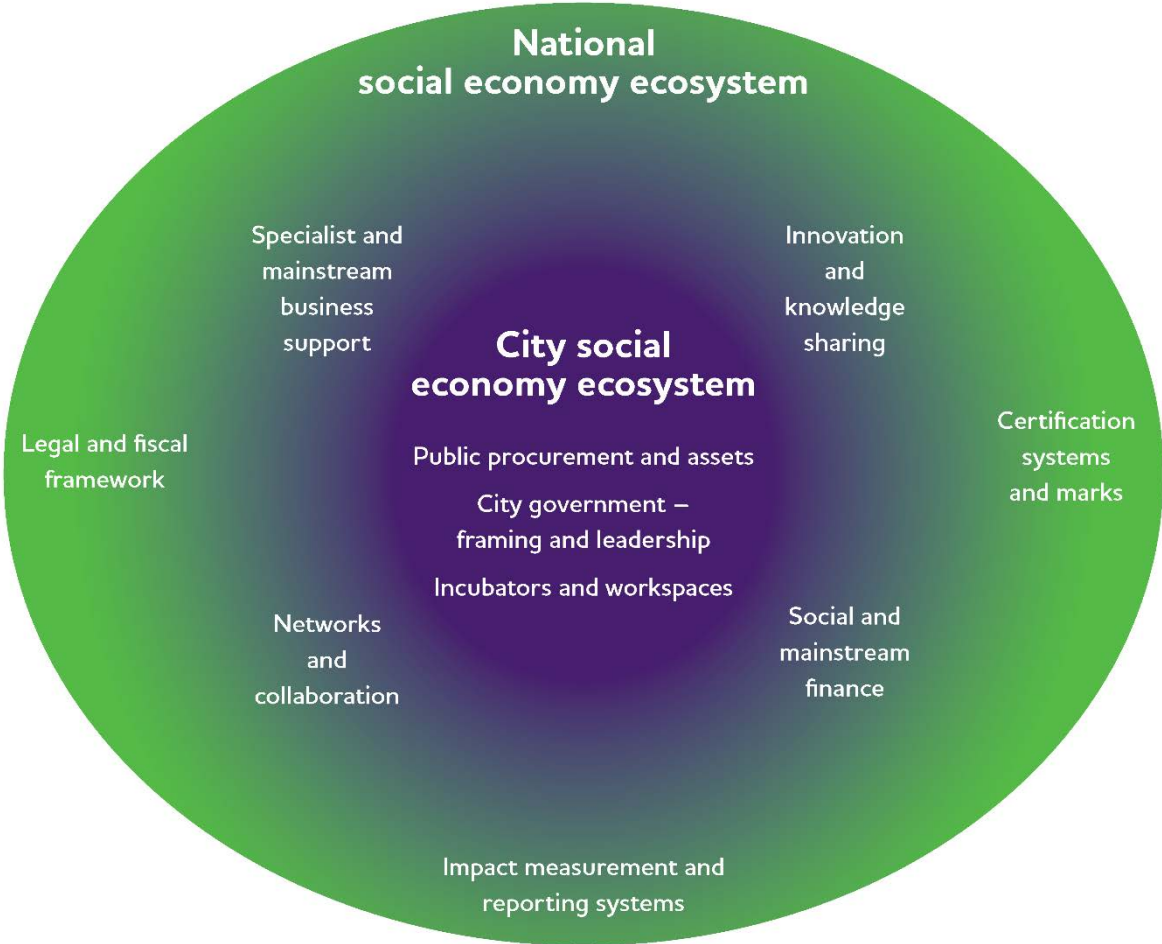 National
social economy ecosystem
Specialist and
mainstream
business
support
Innovation
and
knowledge
sharing
City social
economy ecosystem
Legal and fiscal
framework
Public procurement and assets
City government –
framing and leadership
Incubators and workspaces
Certification
systems
and marks
Networks
and
collaboration
Social and
mainstream
finance
Impact measurement and
reporting systems